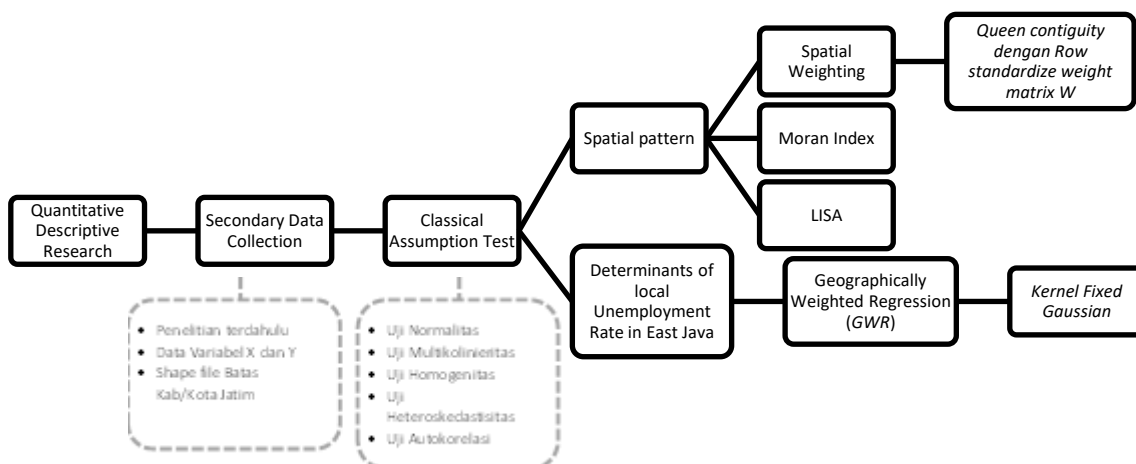 Quantitative
Descriptive
Research
Secondary Data
Collection
Penelitian terdahulu
Data Variabel X dan Y
Shape file Batas
Kab/Kota Jatim
Classical
Assumption Test
Uji Normalitas
Uji Multikolinieritas
Uji Homogenitas
Uji
Heteroskedastisitas
Uji Autokorelasi
Spatial pattern
Spatial
Weighting
Queen contiguity
dengan Row
standardize weight
matrix W
Moran Index
LISA
Determinants of
local
Unemployment
Rate in East Java
Geographically
Weighted Regression
(GWR)
Kernel Fixed
Gaussian